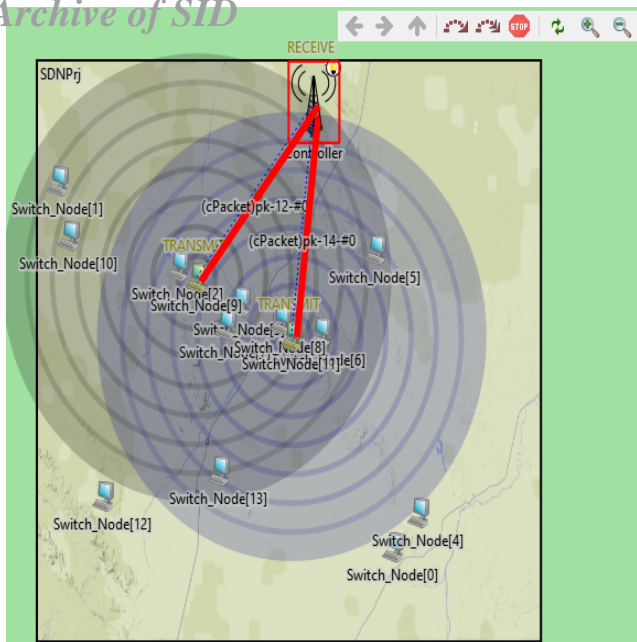 Archive of SID
STOP
RECEIVE
SDNPrj
Controller
Switch_Node[1]
(cPacket)pk-12-#0
Switch_Node[10]
TRANSMIT
(cPacket)pk-14-#0
Switch_Node[5]
Switch_Node[2]
Switch_Node[9]
TRANSMIT
Switch_Node[8]
Switch_Node[11]
Switch_Node[13]
Switch_Node[12]
Switch_Node[4]
Switch_Node[0]